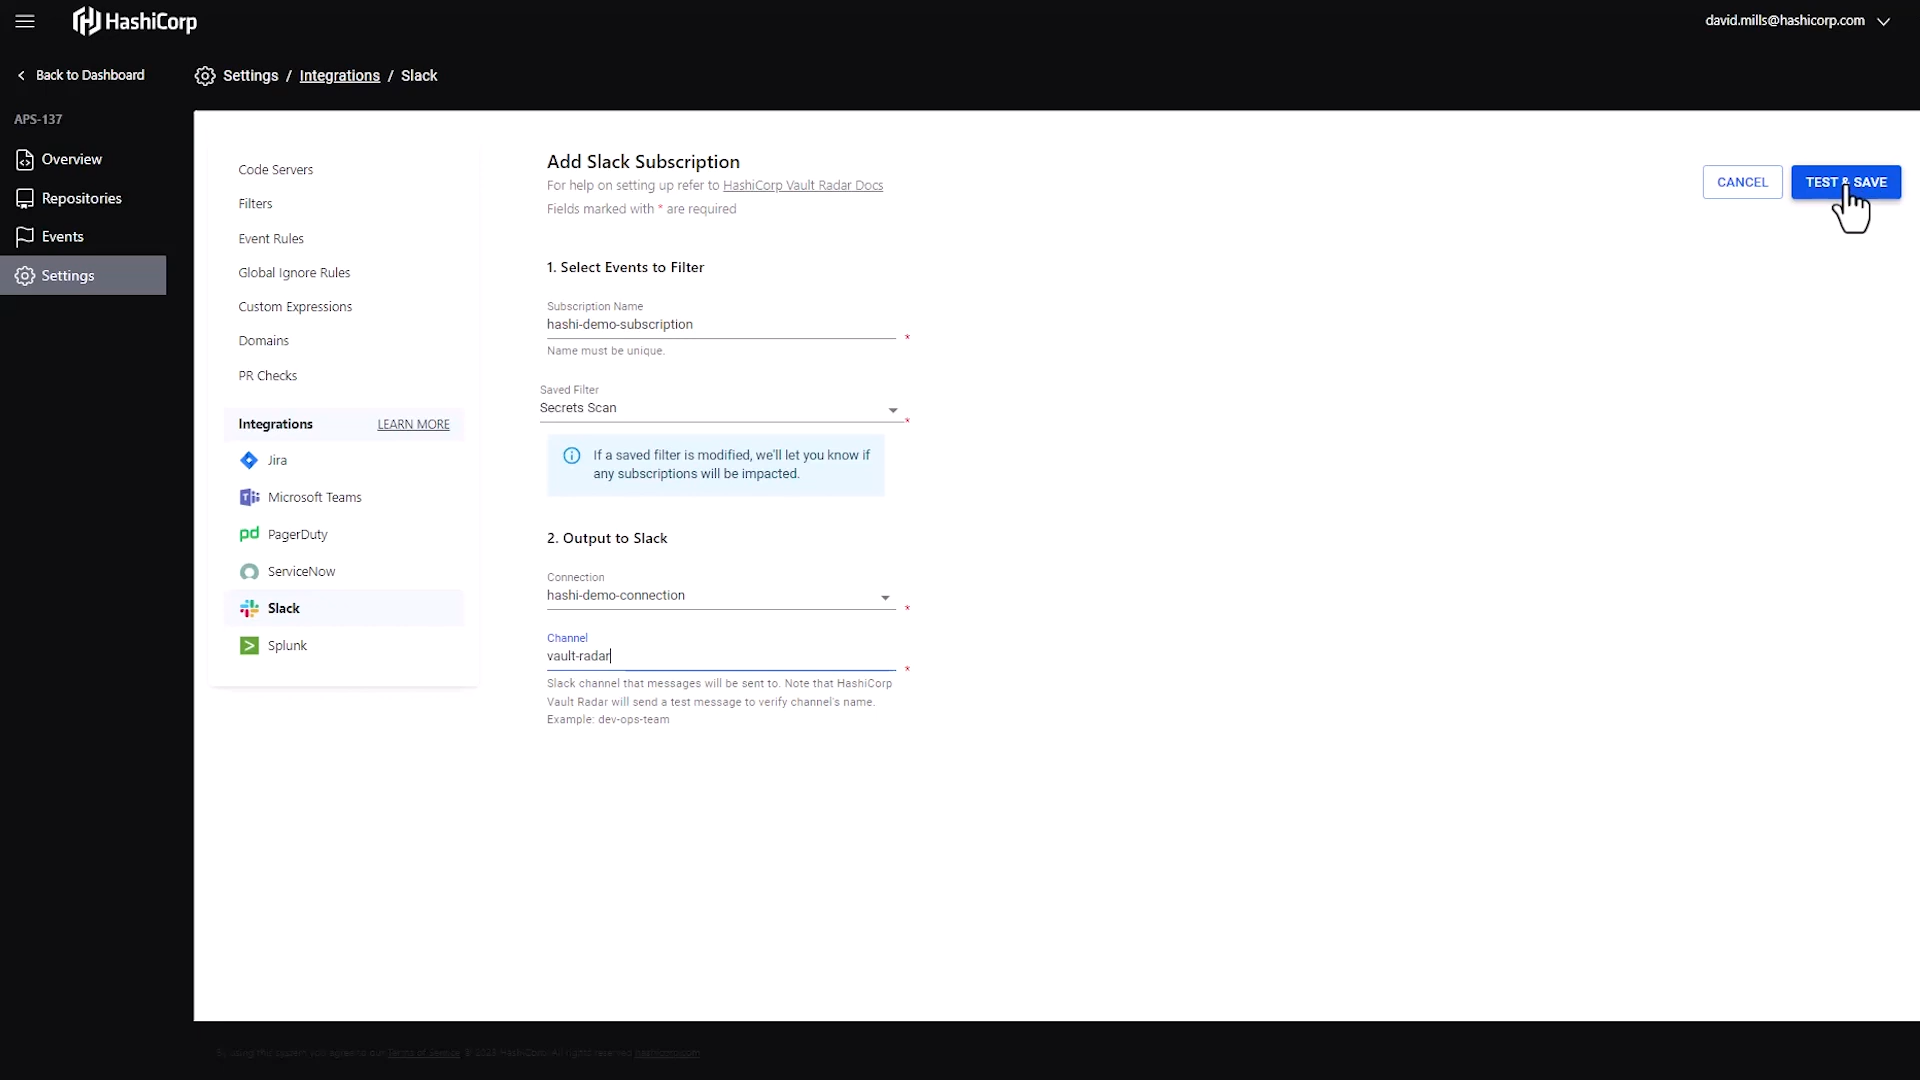 HashiCorp
david.mills@hashicorp.com
Back to Dashboard
Settings / Integrations / Slack
APS-137
Overview
Repositories
Events
Settings
Code Servers
Filters
Event Rules
Global Ignore Rules
Custom Expressions
Domains
PR Checks
Integrations LEARN MORE
Jira
Microsoft Teams
PagerDuty
ServiceNow
Slack
Splunk
Add Slack Subscription
For help on setting up refer to HashiCorp Vault Radar Docs
Fields marked with * are required
CANCEL
TEST & SAVE
1. Select Events to Filter
Subscription Name
hashi-demo-subscription
*
Name must be unique.
Saved Filter
Secrets Scan
*
If a saved filter is modified, we'll let you know if
any subscriptions will be impacted.
2. Output to Slack
Connection
hashi-demo-connection
*
Channel
vault-radar
*
Slack channel that messages will be sent to. Note that HashiCorp
Vault Radar will send a test message to verify channel's name.
Example: dev-ops-team
By using this system you agree to our Terms of Service © 2023 HashiCorp All rights reserved hashicorp.com